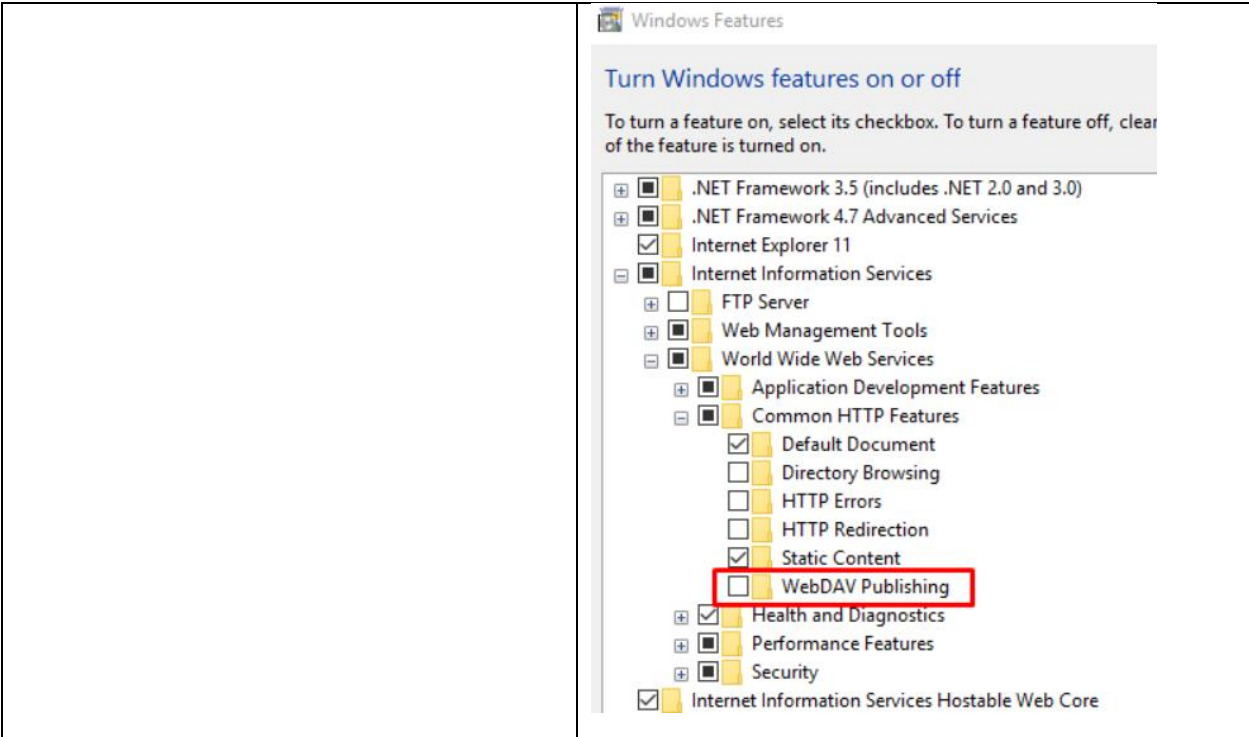 Windows Features
Turn Windows features on or off
To turn a feature on, select its checkbox. To turn a feature off, clear
of the feature is turned on.
.NET Framework 3.5 (includes .NET 2.0 and 3.0)
.NET Framework 4.7 Advanced Services
Internet Explorer 11
Internet Information Services
FTP Server
Web Management Tools
World Wide Web Services
Application Development Features
Common HTTP Features
Default Document
Directory Browsing
HTTP Errors
HTTP Redirection
Static Content
WebDAV Publishing
Health and Diagnostics
Performance Features
Security
Internet Information Services Hostable Web Core